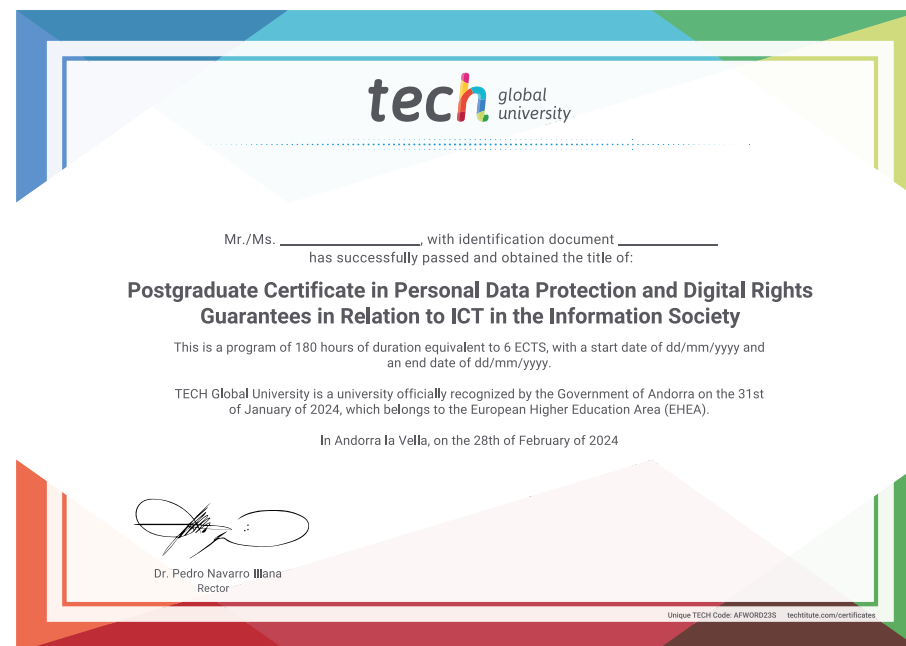 tech global
university
Mr./Ms. ____________________, with identification document ______________
has successfully passed and obtained the title of:
Postgraduate Certificate in Personal Data Protection and Digital Rights
Guarantees in Relation to ICT in the Information Society
This is a program of 180 hours of duration equivalent to 6 ECTS, with a start date of dd/mm/yyyy and
an end date of dd/mm/yyyy.
TECH Global University is a university officially recognized by the Government of Andorra on the 31st
of January of 2024, which belongs to the European Higher Education Area (EHEA).
In Andorra la Vella, on the 28th of February of 2024
Dr. Pedro Navarro Illana
Rector
Unique TECH Code: AFWORD23S techtitute.com/certificates